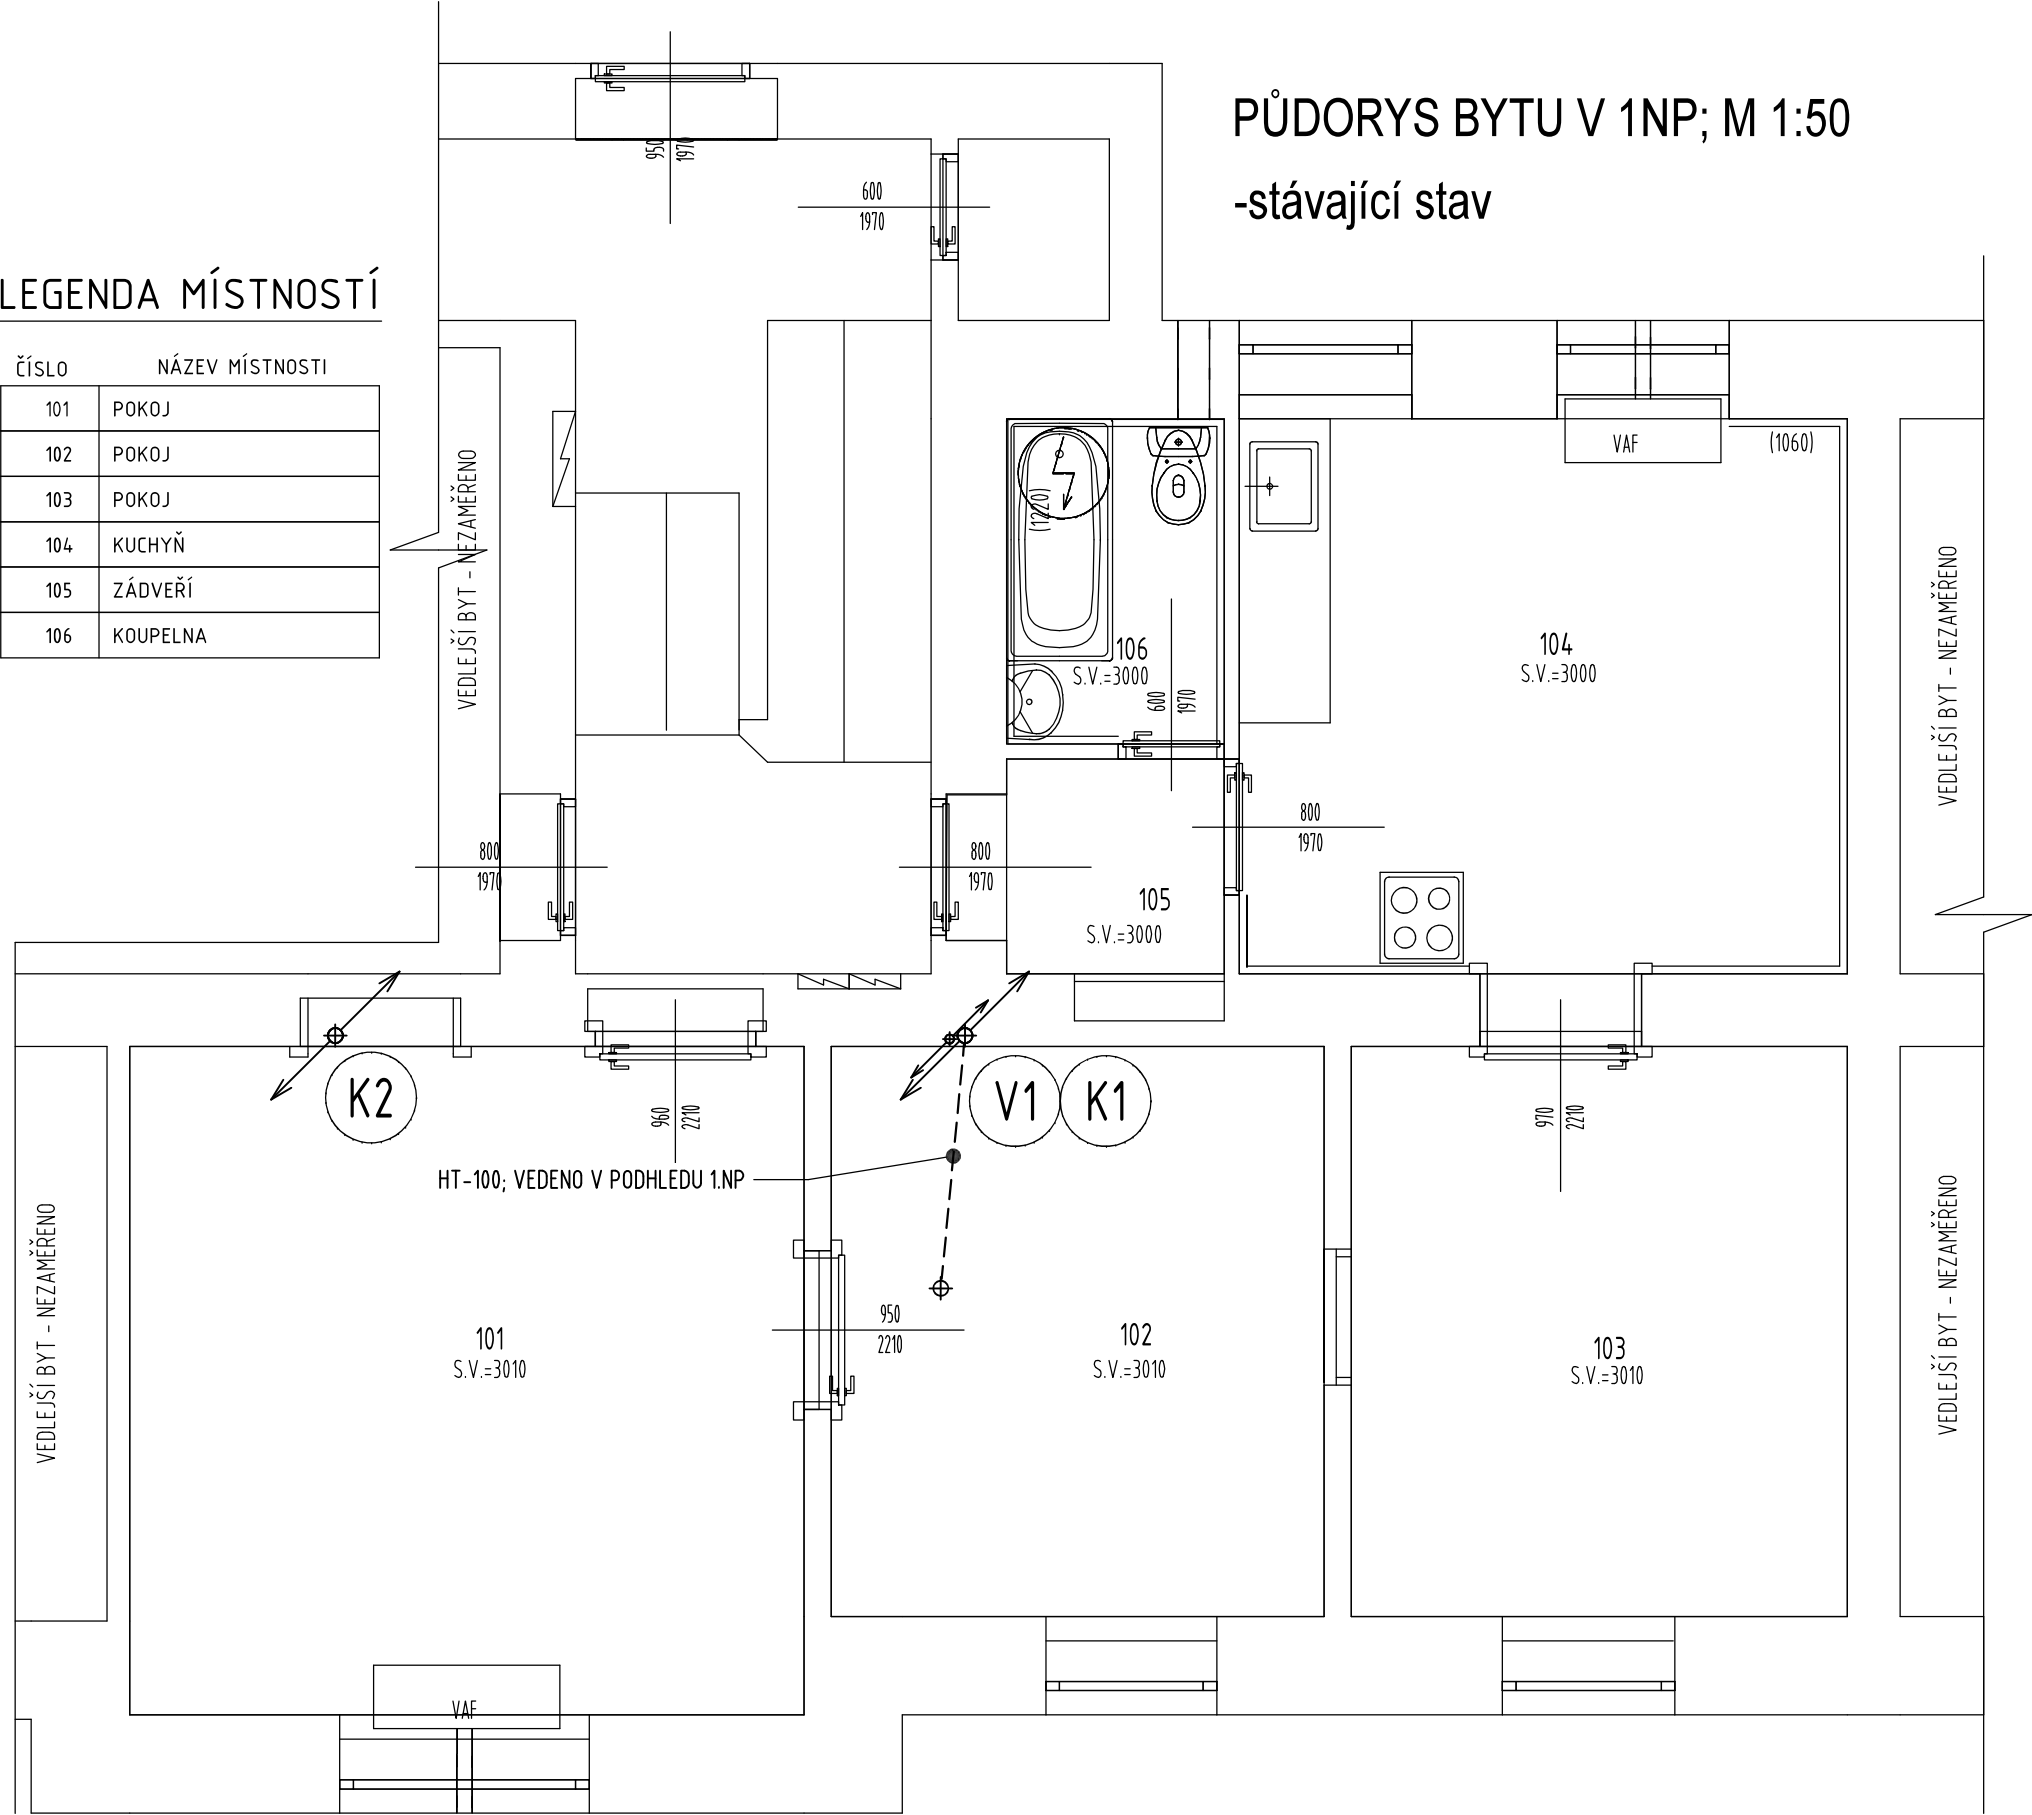 PŮDORYS BYTU V 1NP; M 1:50
-stávající stav
950
1970
600
1970
LEGENDA MÍSTNOSTÍ
ČÍSLO NÁZEV MÍSTNOSTI
101 POKOJ
102 POKOJ
103 POKOJ
104 KUCHYŇ
105 ZÁDVEŘÍ
106 KOUPELNA
VEDLEJŠÍ BYT - NEZAMĚŘENO
(1220)
VAF
(1060)
106
S.V.=3000
600
1970
104
S.V.=3000
VEDLEJŠÍ BYT - NEZAMĚŘENO
800
1970
800
1970
800
1970
105
S.V.=3000
K2
V1
K1
960
2210
970
2210
HT-100; VEDENO V PODHLEDU 1.NP
VEDLEJŠÍ BYT - NEZAMĚŘENO
950
2210
101
S.V.=3010
102
S.V.=3010
103
S.V.=3010
VEDLEJŠÍ BYT - NEZAMĚŘENO
VAF